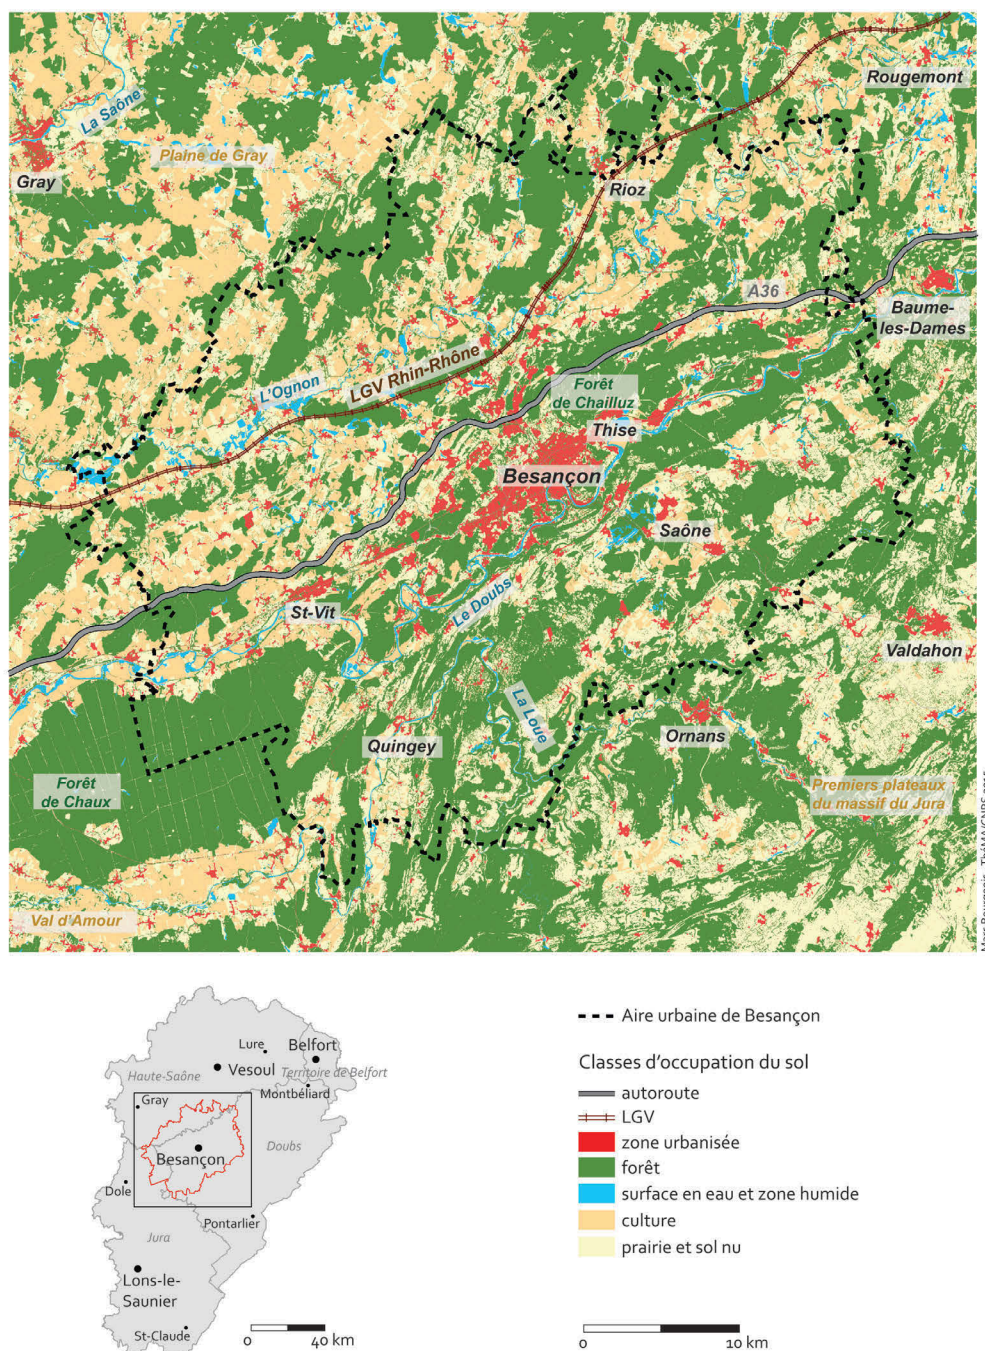 Rougemont
La Saône
Plaine de Gray
Gray
Rioz
A36
Baume-
les-Dames
L'Ognon
LGV Rhin-Rhône
Forêt
de Chailluz
Thise
Besançon
Saône
St-Vit
Le Doubs
Valdahon
La Loue
Ornans
Quingey
Forêt
de Chaux
Premiers plateaux
du massif du Jura
Val d'Amour
Aire urbaine de Besançon
Classes d'occupation du sol
autoroute
LGV
zone urbanisée
forêt
surface en eau et zone humide
culture
prairie et sol nu
0 10 km
Lure
Belfort
Haute-Saône
Vesoul
Territoire de Belfort
Montbéliard
Gray
Doubs
Besançon
Dole
Pontarlier
Jura
Lons-le-
Saunier
St-Claude
0 40 km